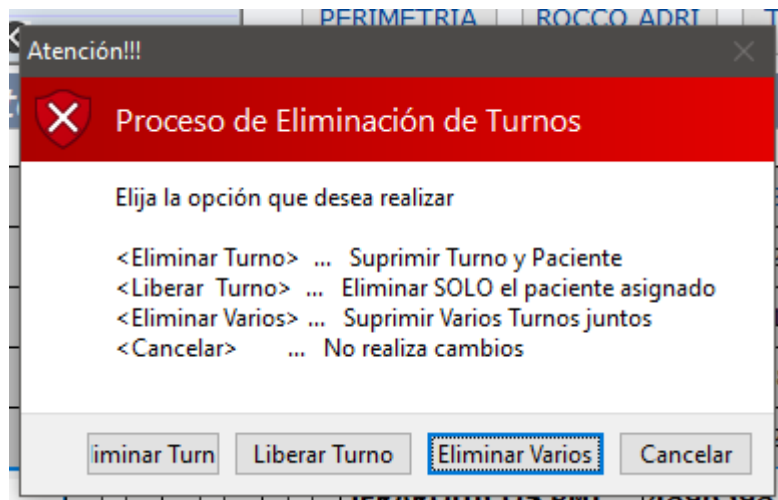 PERIMETRIA ROCCO ADRI
Atención!!!
Proceso de Eliminación de Turnos
Elija la opción que desea realizar
<Eliminar Turno> ... Suprimir Turno y Paciente
<Liberar Turno> ... Eliminar SOLO el paciente asignado
<Eliminar Varios> ... Suprimir Varios Turnos juntos
<Cancelar> ... No realiza cambios
iminar Turn Liberar Turno Eliminar Varios Cancelar